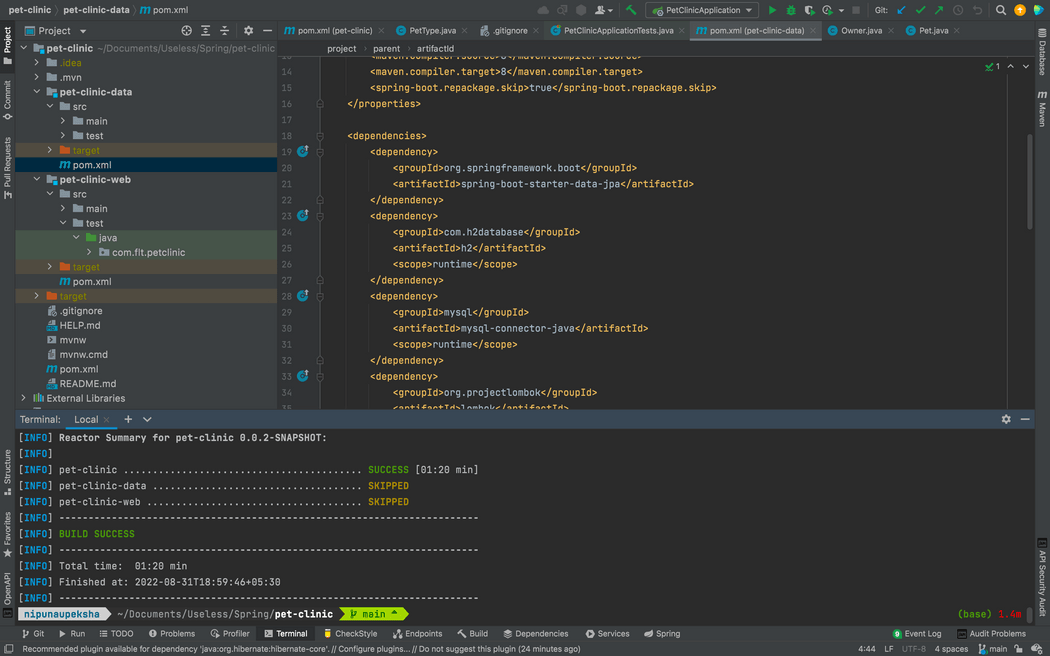 pet-clinic › pet-clinic-data › m pom.xml
PetClinicApplication
Git:
Project
pom.xml (pet-clinic)
PetType.java
.gitignore
PetClinicApplicationTests.java
pom.xml (pet-clinic-data)
Owner.java
Pet.java
project › parent › artifactId
pet-clinic ~/Documents/Useless/Spring/pet-clinic
.idea
.mvn
pet-clinic-data
src
main
test
target
pom.xml
pet-clinic-web
src
main
test
java
com.flt.petclinic
target
pom.xml
target
.gitignore
HELP.md
mvnw
mvnw.cmd
pom.xml
README.md
External Libraries
13 <maven.compiler.source>8</maven.compiler.source>
14 <maven.compiler.target>8</maven.compiler.target>
15 <spring-boot.repackage.skip>true</spring-boot.repackage.skip>
16 </properties>
17
18 <dependencies>
19 <dependency>
20 <groupId>org.springframework.boot</groupId>
21 <artifactId>spring-boot-starter-data-jpa</artifactId>
22 </dependency>
23 <dependency>
24 <groupId>com.h2database</groupId>
25 <artifactId>h2</artifactId>
26 <scope>runtime</scope>
27 </dependency>
28 <dependency>
29 <groupId>mysql</groupId>
30 <artifactId>mysql-connector-java</artifactId>
31 <scope>runtime</scope>
32 </dependency>
33 <dependency>
34 <groupId>org.projectlombok</groupId>
35 <artifactId>lombok</artifactId>
1
Project
Commit
Pull Requests
Structure
Favorites
OpenAPI
Database
m Maven
API Security Audit
Terminal: Local
[INFO] Reactor Summary for pet-clinic 0.0.2-SNAPSHOT:
[INFO]
[INFO] pet-clinic ......................................... SUCCESS [01:20 min]
[INFO] pet-clinic-data .................................... SKIPPED
[INFO] pet-clinic-web ..................................... SKIPPED
[INFO] ------------------------------------------------------------------------
[INFO] BUILD SUCCESS
[INFO] ------------------------------------------------------------------------
[INFO] Total time:  01:20 min
[INFO] Finished at: 2022-08-31T18:59:46+05:30
[INFO] ------------------------------------------------------------------------
nipunaupeksha ~/Documents/Useless/Spring/pet-clinic main ^ (base) 1.4m
Git Run TODO Problems Profiler Terminal CheckStyle Endpoints Build Dependencies Services Spring 9 Event Log Audit Problems
Recommended plugin available for dependency 'java:org.hibernate:hibernate-core'. // Configure plugins... // Do not suggest this plugin (24 minutes ago) 4:44 LF UTF-8 4 spaces main